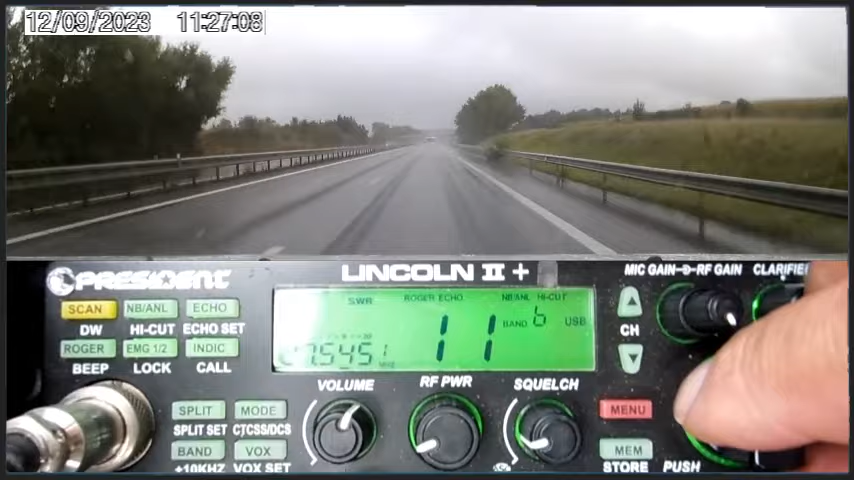 12/09/2023 11:27:08
PRESIDENT
LINCOLN II +
MIC GAIN RF GAIN CLARIFIE
SCAN NB/ANL ECHO
DW HI-CUT ECHO SET
ROGER EMG 1/2 INDIC
BEEP LOCK CALL
SWR ROGER ECHO NB/ANL HI-CUT
11 BAND b USB
27.5451
CH
VOLUME RF PWR SQUELCH
SPLIT MODE
SPLIT SET CTCSS/DCS
BAND VOX
+10KHZ VOX SET
MENU
MEM
STORE PUSH